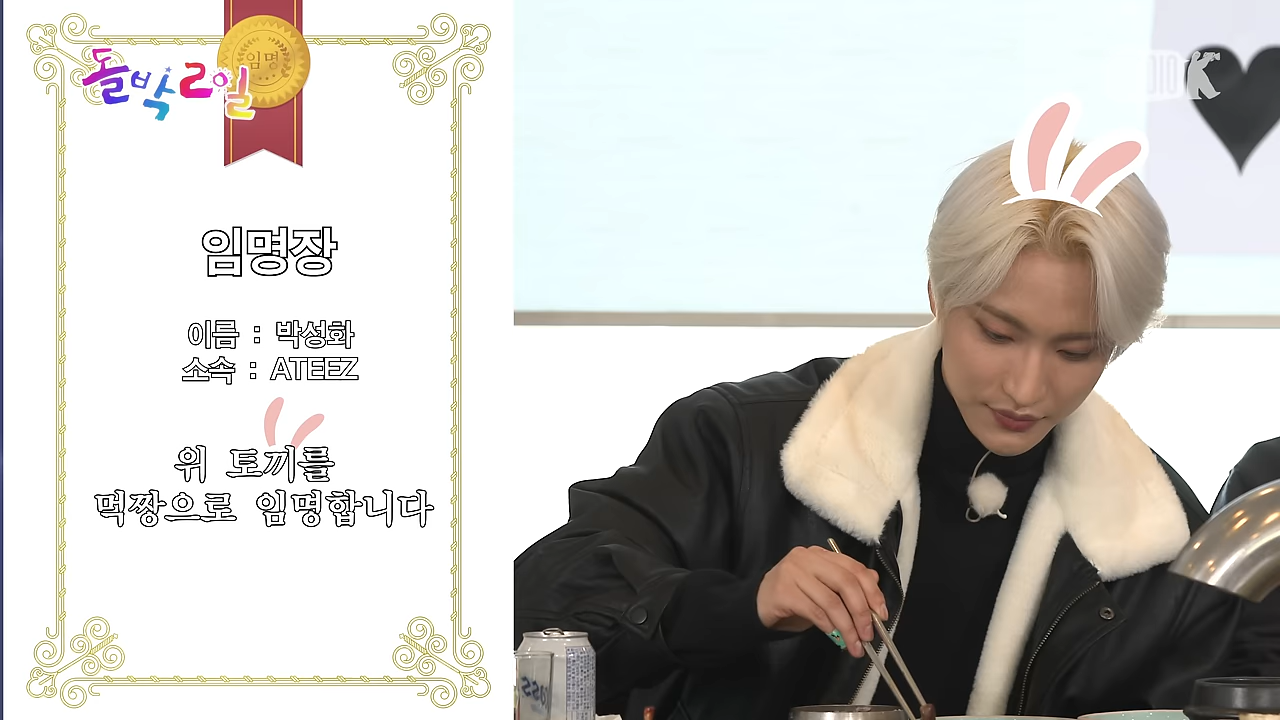 돌박2일
임명
임명장
이름 : 박성화
소속 : ATEEZ
위 토끼를
먹짱으로 임명합니다